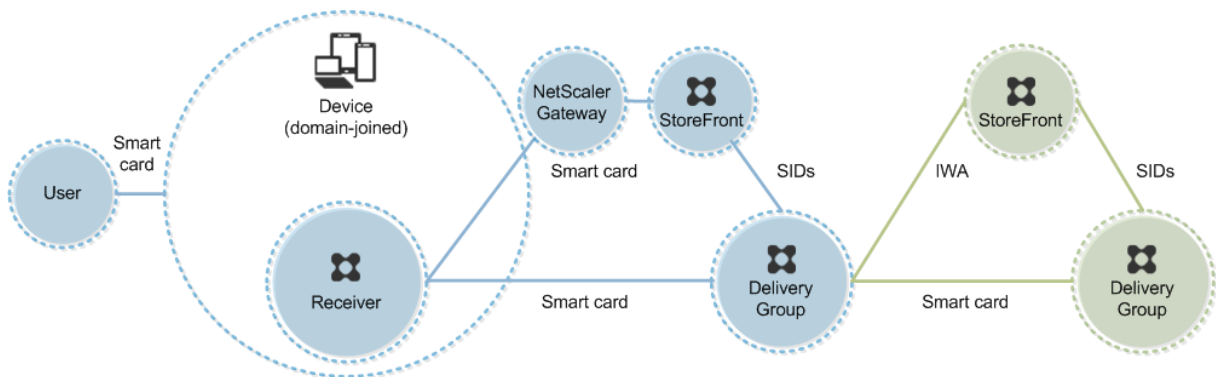 User
Smart
card
Device
(domain-joined)
Receiver
NetScaler
Gateway
StoreFront
Smart card
SIDs
Smart card
Delivery
Group
IWA
StoreFront
SIDs
Smart card
Delivery
Group